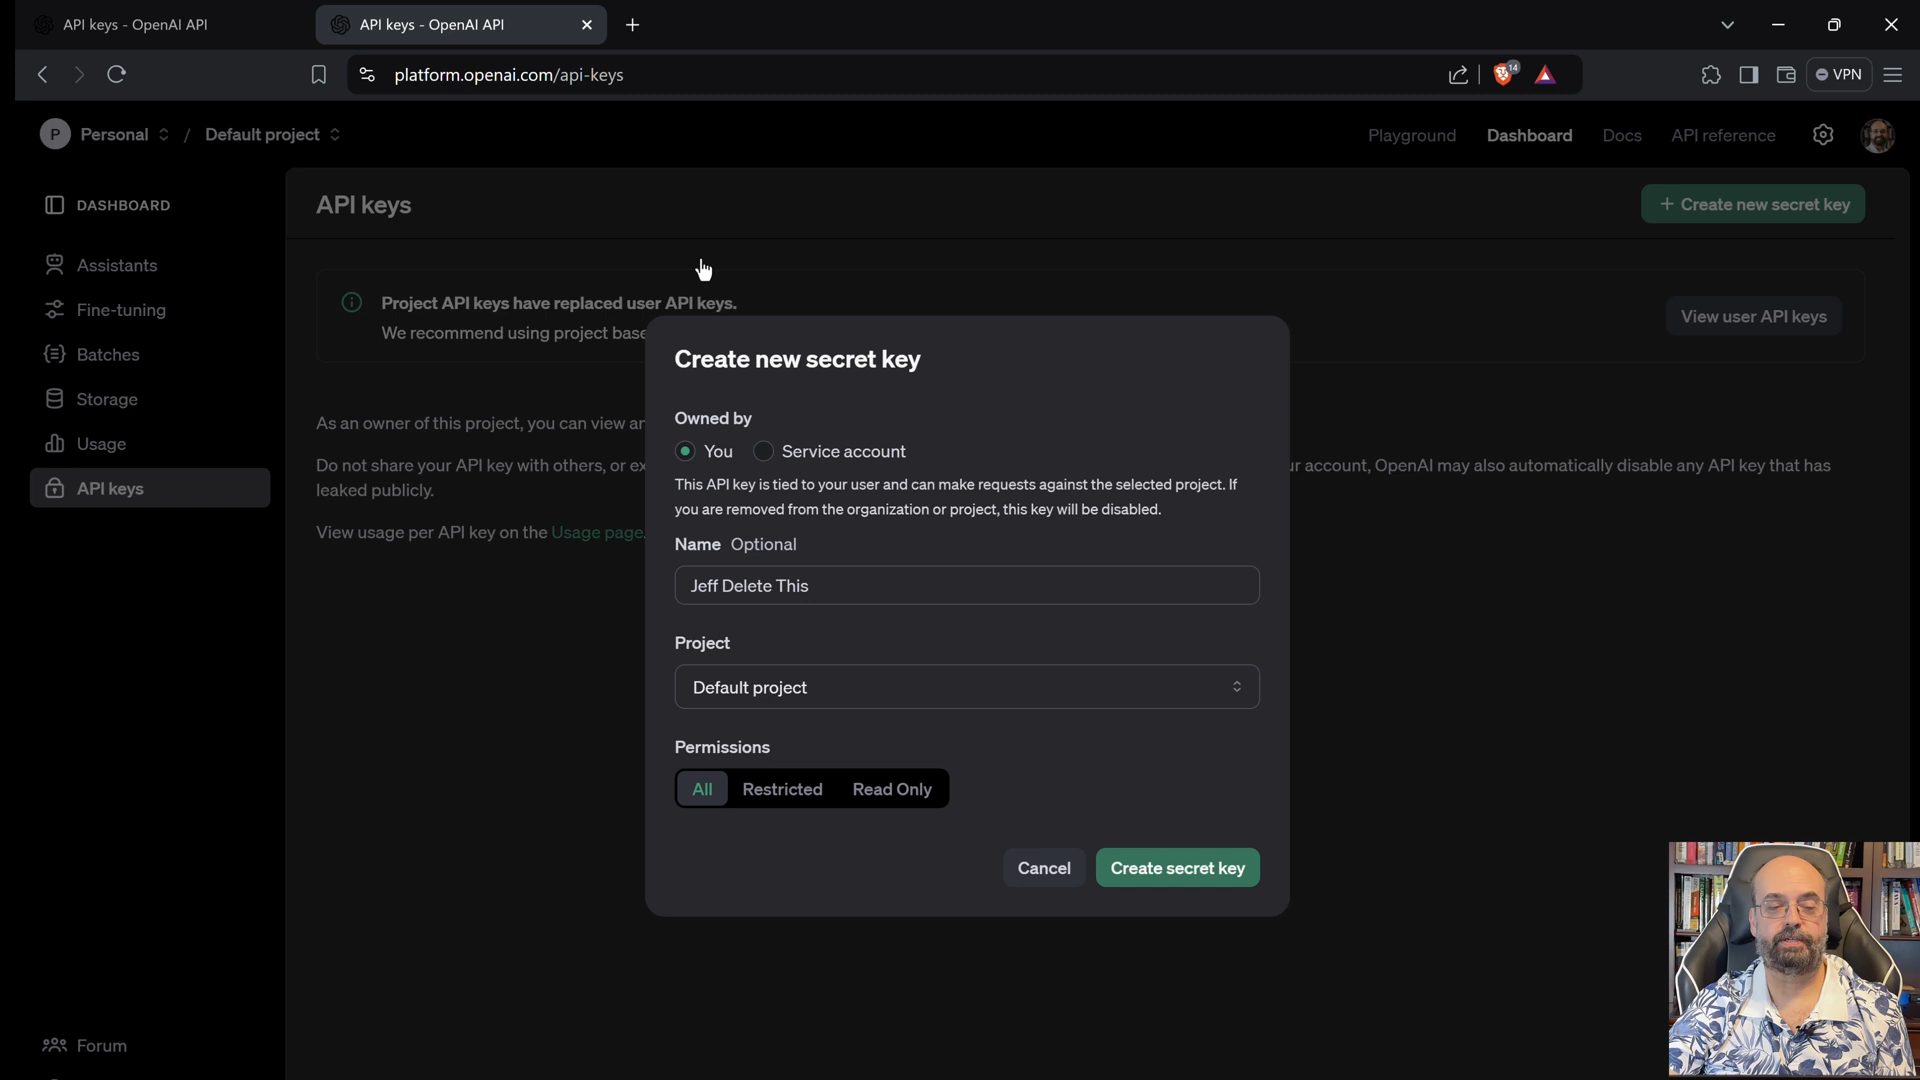 API keys - OpenAI API
API keys - OpenAI API
platform.openai.com/api-keys
14
VPN
P Personal / Default project
Playground Dashboard Docs API reference
DASHBOARD
Assistants
Fine-tuning
Batches
Storage
Usage
API keys
Forum
API keys
+ Create new secret key
Project API keys have replaced user API keys.
We recommend using project base
View user API keys
As an owner of this project, you can view
Do not share your API key with others, or
account, OpenAI may also automatically disable any API key that has
leaked publicly.
View usage per API key on the Usage page.
Create new secret key
Owned by
You Service account
This API key is tied to your user and can make requests against the selected project. If
you are removed from the organization or project, this key will be disabled.
Name Optional
Jeff Delete This
Project
Default project
Permissions
All Restricted Read Only
Cancel Create secret key